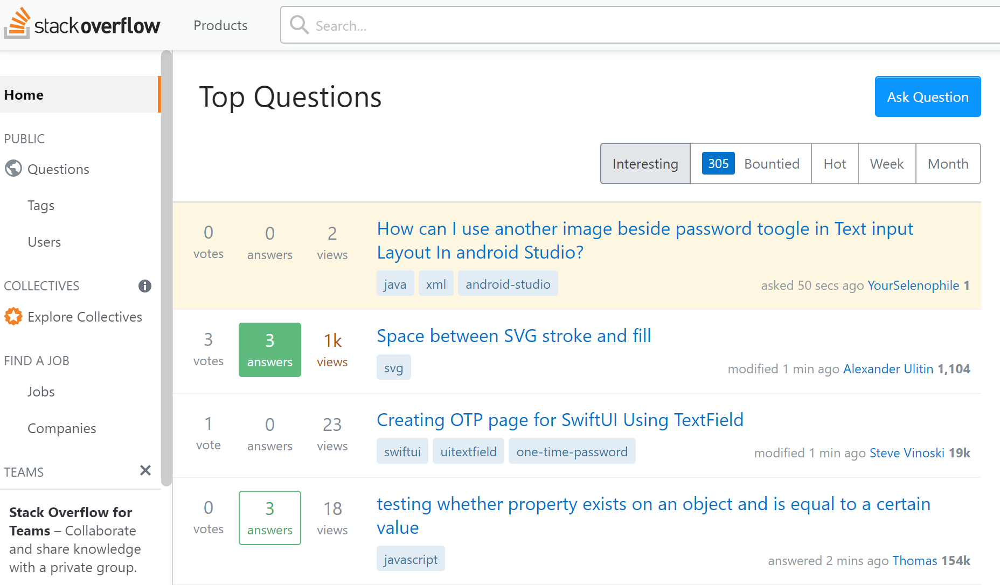 stackoverflow
Products
Search...
Home
PUBLIC
Questions
Tags
Users
COLLECTIVES
Explore Collectives
FIND A JOB
Jobs
Companies
TEAMS
Stack Overflow for
Teams – Collaborate
and share knowledge
with a private group.
Top Questions
Ask Question
Interesting 305 Bountied Hot Week Month
0 votes 0 answers 2 views
How can I use another image beside password toogle in Text input
Layout In android Studio?
java xml android-studio
asked 50 secs ago YourSelenophile 1
3 votes 3 answers 1k views
Space between SVG stroke and fill
svg
modified 1 min ago Alexander Ulitin 1,104
1 vote 0 answers 23 views
Creating OTP page for SwiftUI Using TextField
swiftui uitextfield one-time-password
modified 1 min ago Steve Vinoski 19k
0 votes 3 answers 18 views
testing whether property exists on an object and is equal to a certain
value
javascript
answered 2 mins ago Thomas 154k